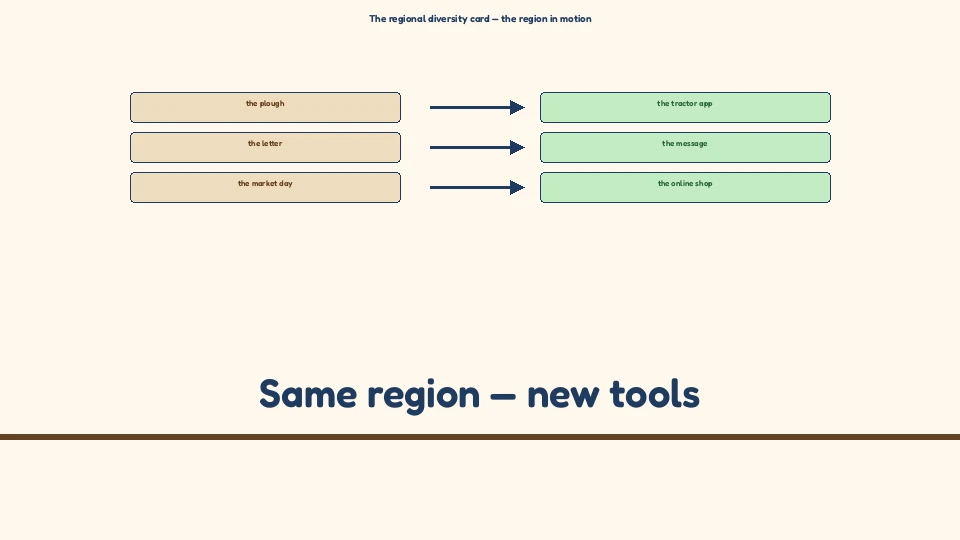 The regional diversity card — the region in motion
the plough
the tractor app
the letter
the message
the market day
the online shop
Same region — new tools